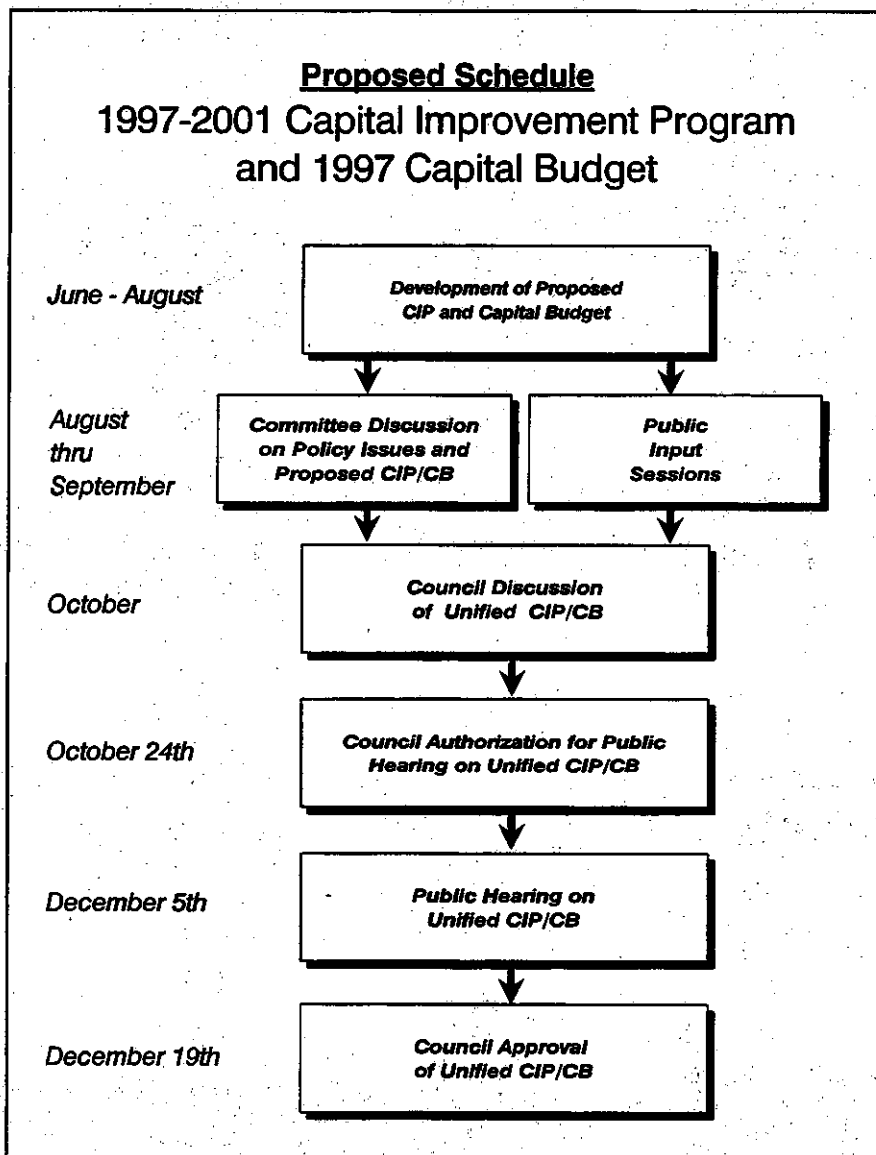 Proposed Schedule
1997-2001 Capital Improvement Program
and 1997 Capital Budget
June - August
Development of Proposed
CIP and Capital Budget
August
thru
September
Committee Discussion
on Policy Issues and
Proposed CIP/CB
Public
Input
Sessions
October
Council Discussion
of Unified CIP/CB
October 24th
Council Authorization for Public
Hearing on Unified CIP/CB
December 5th
Public Hearing on
Unified CIP/CB
December 19th
Council Approval
of Unified CIP/CB